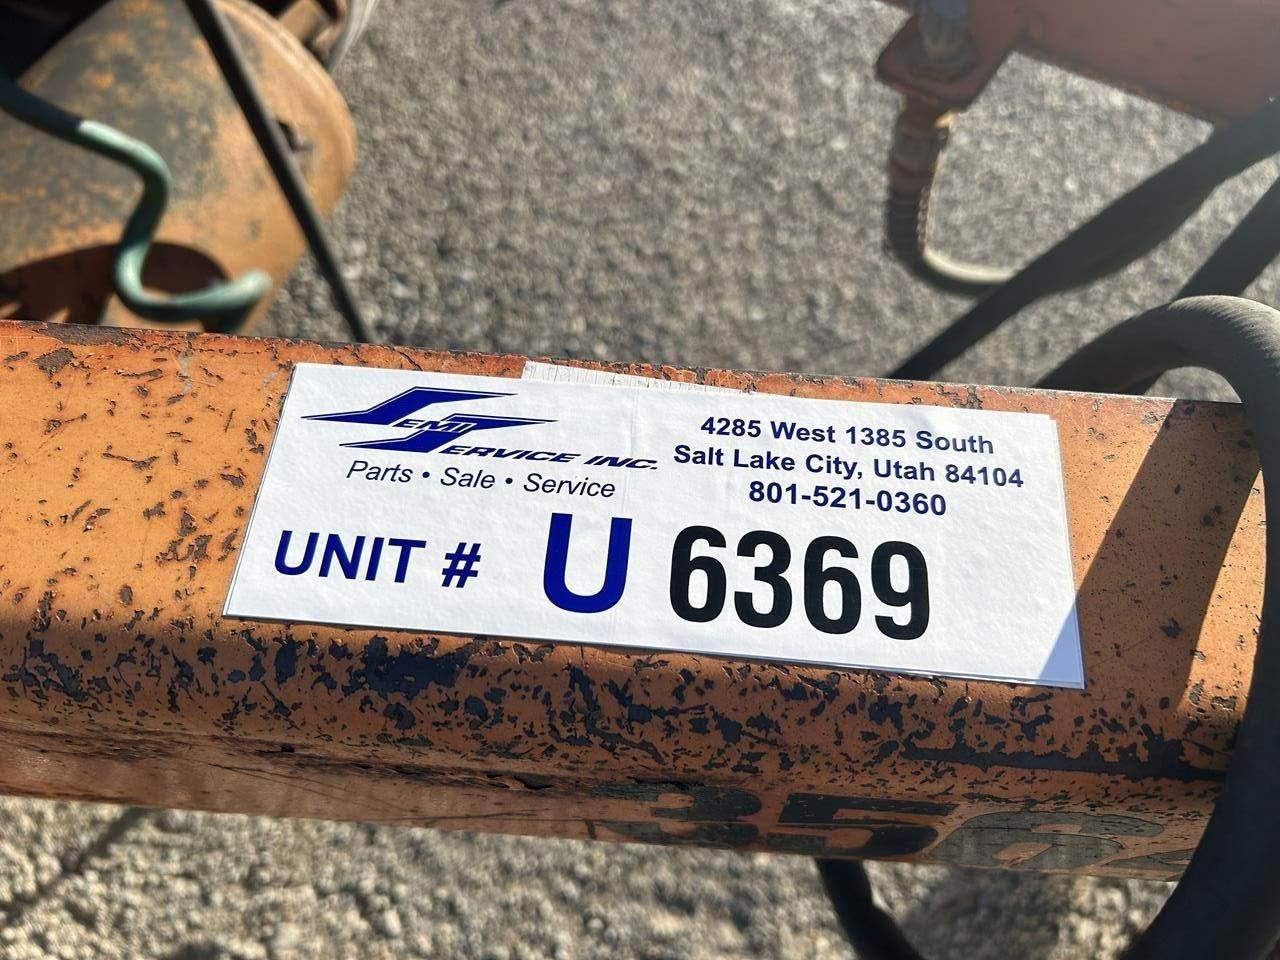 SEMI
SERVICE INC.
Parts • Sale • Service
4285 West 1385 South
Salt Lake City, Utah 84104
801-521-0360
UNIT # U 6369